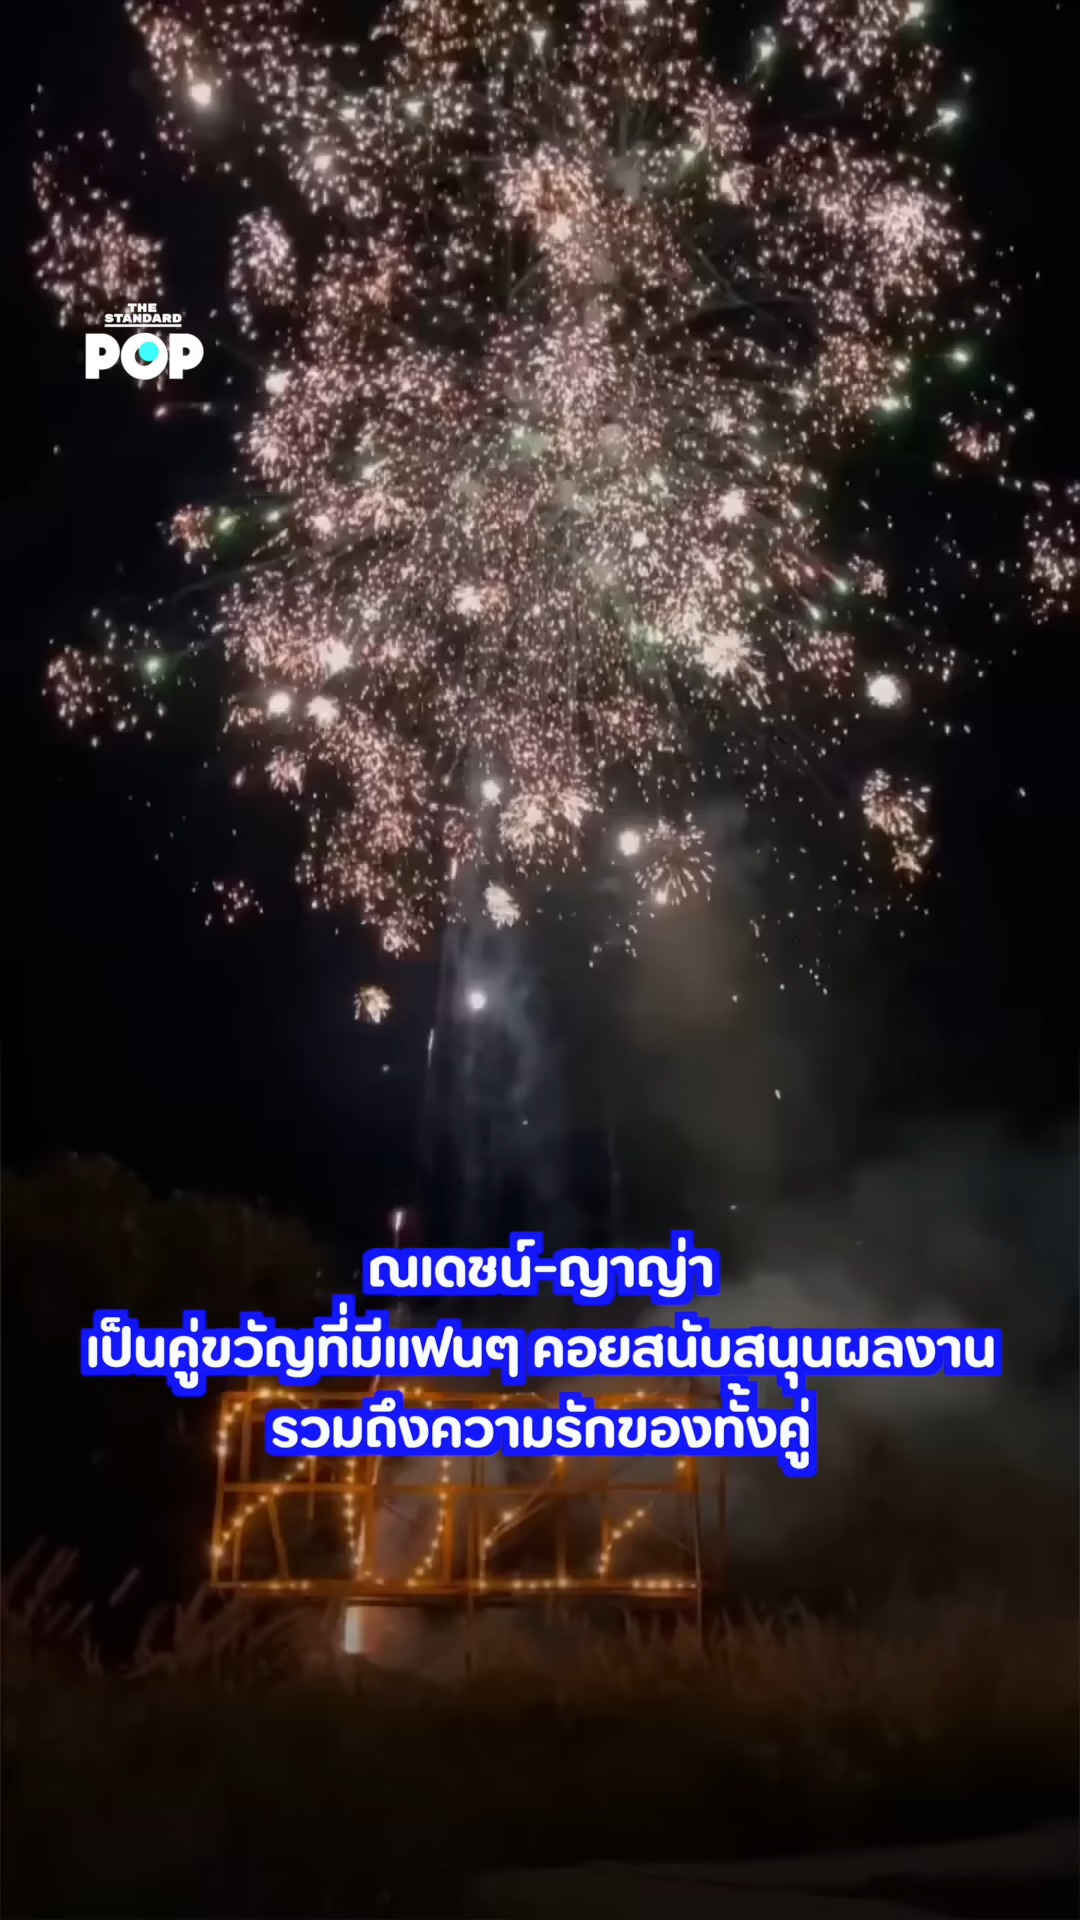 THE
STANDARD
POP
ณเดชน์-ญาญ่า
เป็นคู่ขวัญที่มีแฟนๆ คอยสนับสนุนผลงาน
รวมถึงความรักของทั้งคู่